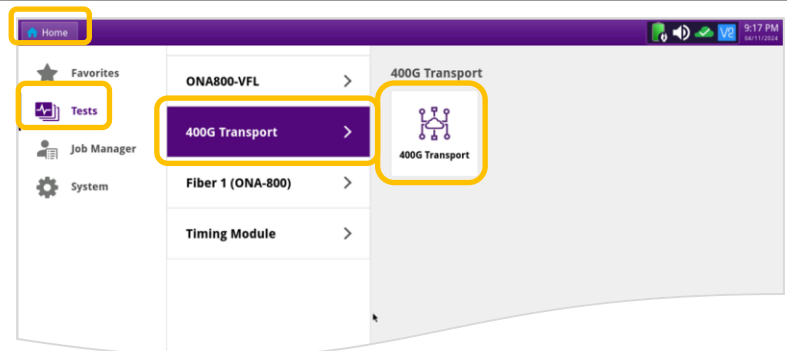 Home
9:17 PM
04/11/2024
Favorites
Tests
Job Manager
System
ONA800-VFL
400G Transport
Fiber 1 (ONA-800)
Timing Module
400G Transport
400G Transport